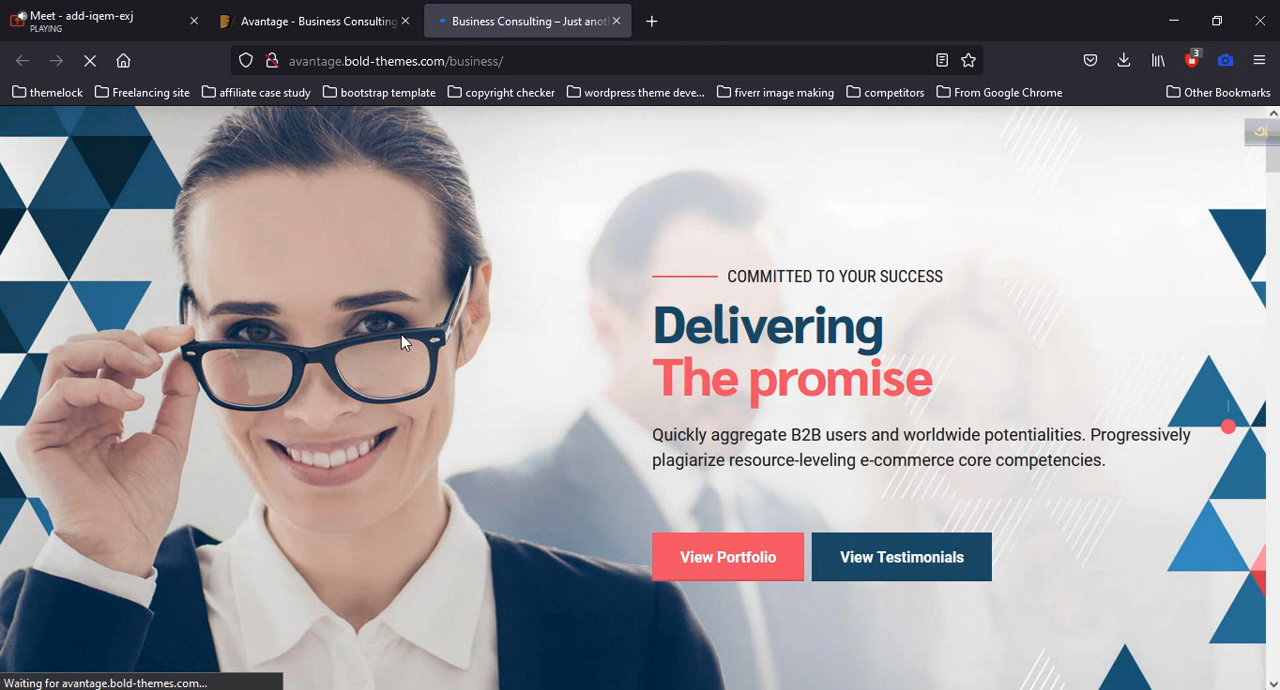 Meet - add-iqem-exj
PLAYING
Avantage - Business Consulting
Business Consulting – Just anot
avantage.bold-themes.com/business/
3
themelock
Freelancing site
affiliate case study
bootstrap template
copyright checker
wordpress theme deve...
fiverr image making
competitors
From Google Chrome
Other Bookmarks
அ
COMMITTED TO YOUR SUCCESS
Delivering
The promise
Quickly aggregate B2B users and worldwide potentialities. Progressively
plagiarize resource-leveling e-commerce core competencies.
View Portfolio
View Testimonials
Waiting for avantage.bold-themes.com...